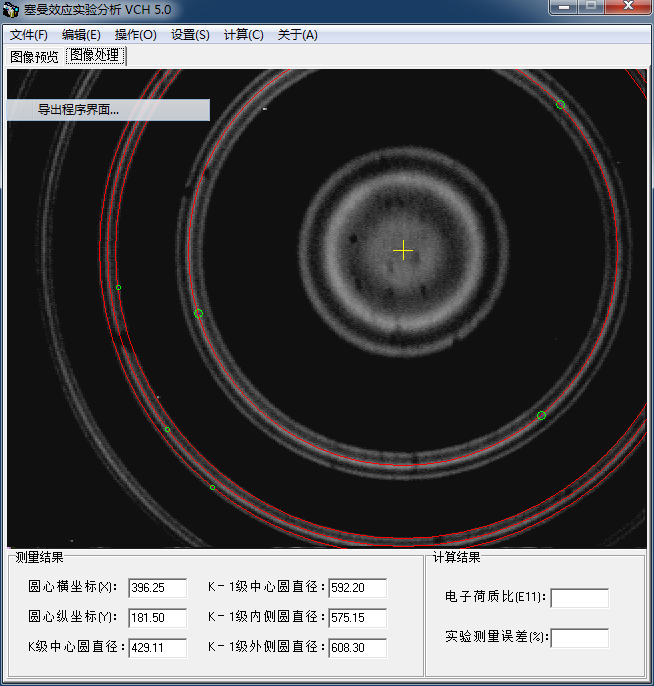 塞曼效应实验分析 VCH 5.0
文件(F) 编辑(E) 操作(O) 设置(S) 计算(C) 关于(A)
图像预览 图像处理
导出程序界面...
测量结果
圆心横坐标(X): 396.25 K-1级中心圆直径: 592.20
圆心纵坐标(Y): 181.50 K-1级内侧圆直径: 575.15
K级中心圆直径: 429.11 K-1级外侧圆直径: 608.30
计算结果
电子荷质比(E11):
实验测量误差(%):